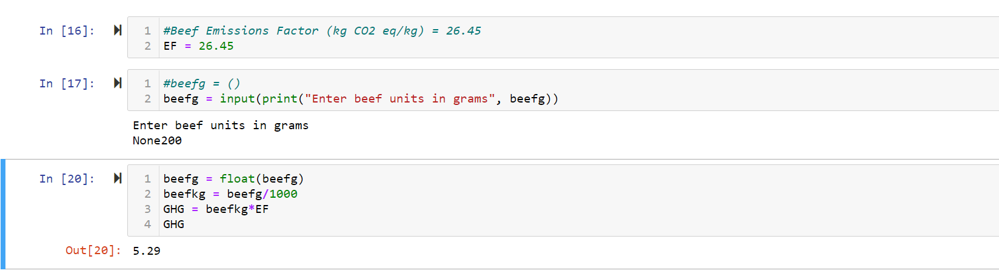 In [16]:
1 #Beef Emissions Factor (kg CO2 eq/kg) = 26.45
2 EF = 26.45
In [17]:
1 #beefg = ()
2 beefg = input(print("Enter beef units in grams", beefg))
Enter beef units in grams
None200
In [20]:
1 beefg = float(beefg)
2 beefkg = beefg/1000
3 GHG = beefkg*EF
4 GHG
Out[20]: 5.29